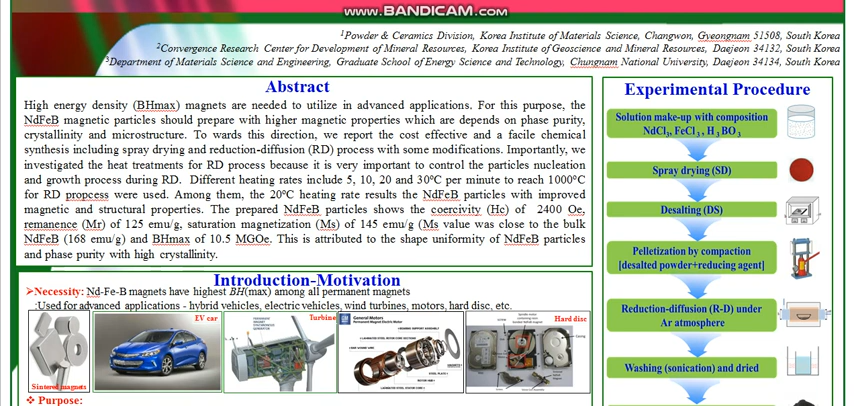 www.BANDICAM.com
1Powder & Ceramics Division, Korea Institute of Materials Science, Changwon, Gyeongnam 51508, South Korea
2Convergence Research Center for Development of Mineral Resources, Korea Institute of Geoscience and Mineral Resources, Daejeon 34132, South Korea
3Department of Materials Science and Engineering, Graduate School of Energy Science and Technology, Chungnam National University, Daejeon 34134, South Korea
Abstract
High energy density (BHmax) magnets are needed to utilize in advanced applications. For this purpose, the
NdFeB magnetic particles should prepare with higher magnetic properties which are depends on phase purity,
crystallinity and microstructure. To wards this direction, we report the cost effective and a facile chemical
synthesis including spray drying and reduction-diffusion (RD) process with some modifications. Importantly, we
investigated the heat treatments for RD process because it is very important to control the particles nucleation
and growth process during RD. Different heating rates include 5, 10, 20 and 30ºC per minute to reach 1000ºC
for RD propcess were used. Among them, the 20ºC heating rate results the NdFeB particles with improved
magnetic and structural properties. The prepared NdFeB particles shows the coercivity (Hc) of 2400 Oe,
remanence (Mr) of 125 emu/g, saturation magnetization (Ms) of 145 emu/g (Ms value was close to the bulk
NdFeB (168 emu/g) and BHmax of 10.5 MGOe. This is attributed to the shape uniformity of NdFeB particles
and phase purity with high crystallinity.
Introduction-Motivation
➢Necessity: Nd-Fe-B magnets have highest BH(max) among all permanent magnets
:Used for advanced applications - hybrid vehicles, electric vehicles, wind turbines, motors, hard disc, etc.
Sintered magnets
EV car
Turbine
General Motors
Permanent Magnet Electric Motor
Hard disc
❖ Purpose:
Experimental Procedure
Solution make-up with composition
NdCl3, FeCl3, H3BO3
Spray drying (SD)
Desalting (DS)
Pelletization by compaction
[desalted powder+reducing agent]
Reduction-diffusion (R-D) under
Ar atmosphere
Washing (sonication) and dried